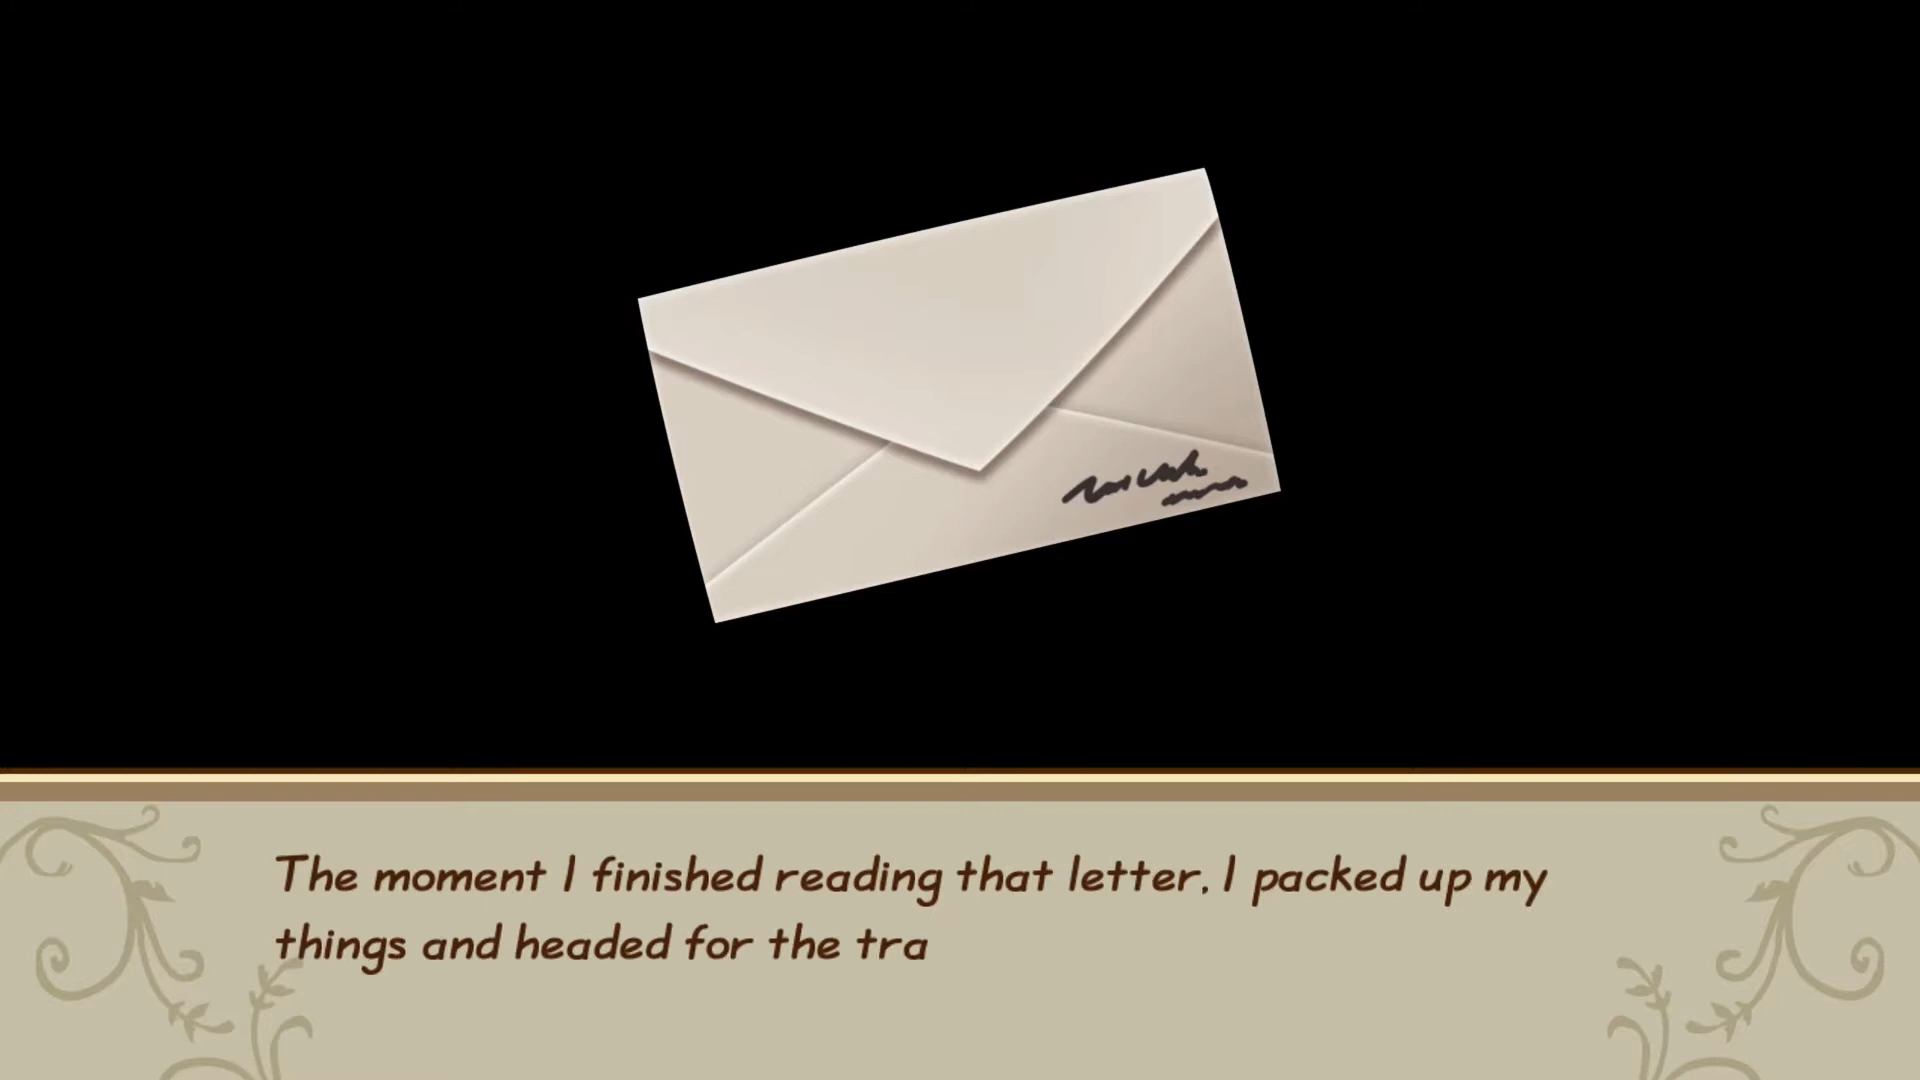 The moment I finished reading that letter, I packed up my
things and headed for the tra